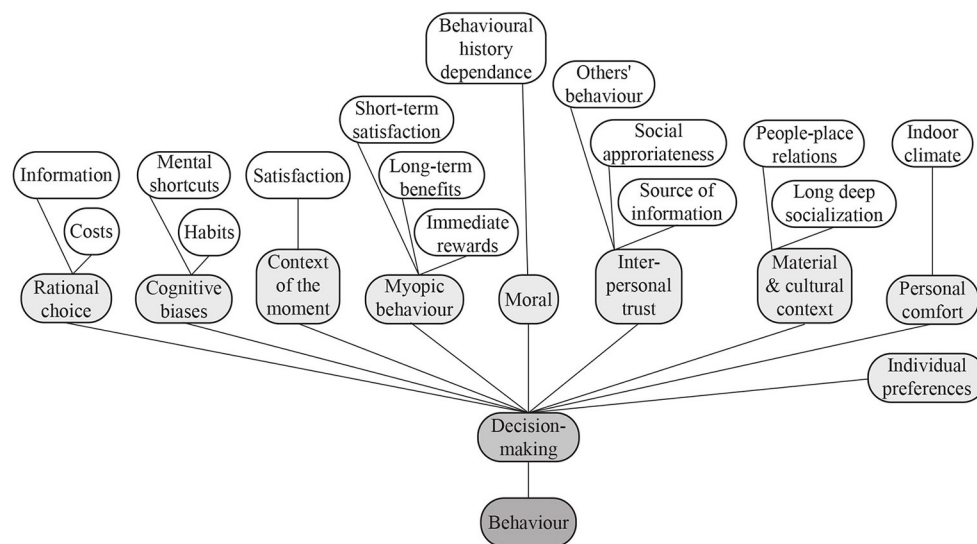 Behavioural
history
dependance
Others'
behaviour
Short-term
satisfaction
Social
approriateness
People-place
relations
Indoor
climate
Information
Mental
shortcuts
Satisfaction
Long-term
benefits
Source of
information
Long deep
socialization
Costs
Habits
Immediate
rewards
Rational
choice
Cognitive
biases
Context
of the
moment
Myopic
behaviour
Moral
Inter-
personal
trust
Material
& cultural
context
Personal
comfort
Individual
preferences
Decision-
making
Behaviour